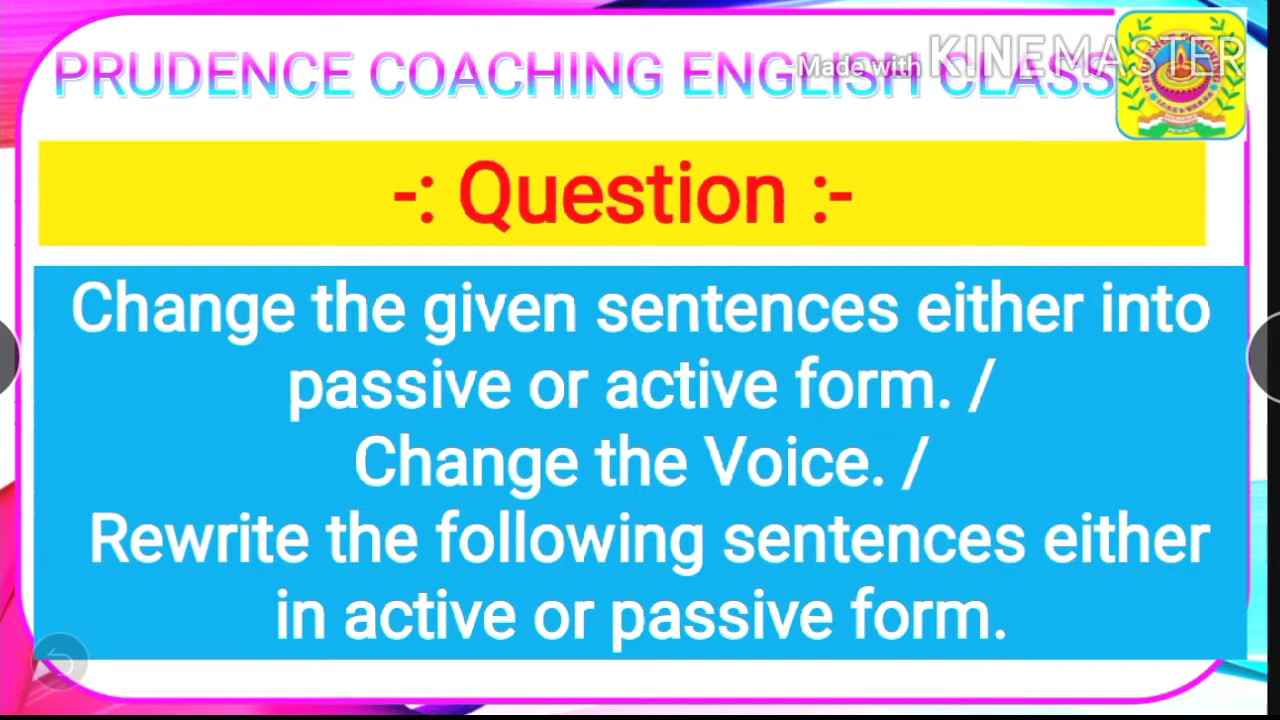 PRUDENCE COACHING ENGLISH CLASS
Made with KINEMASTER
-: Question :-
Change the given sentences either into
passive or active form. /
Change the Voice. /
Rewrite the following sentences either
in active or passive form.